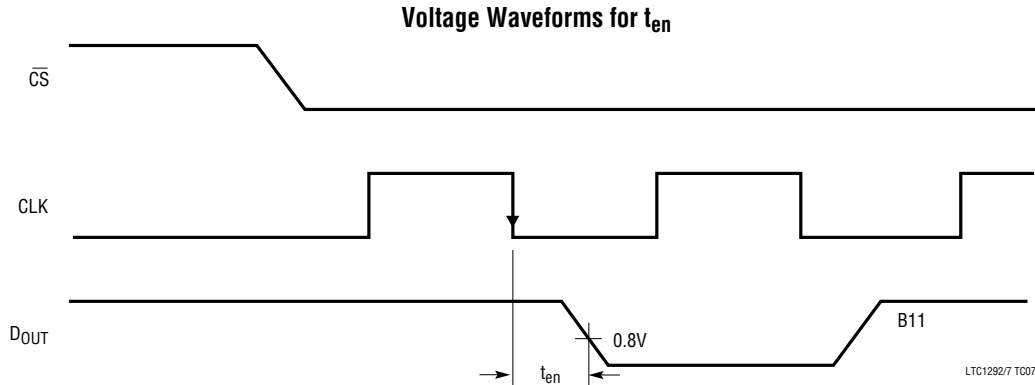 Voltage Waveforms for ten
CS
CLK
DOUT
0.8V
B11
ten
LTC1292/7 TC07